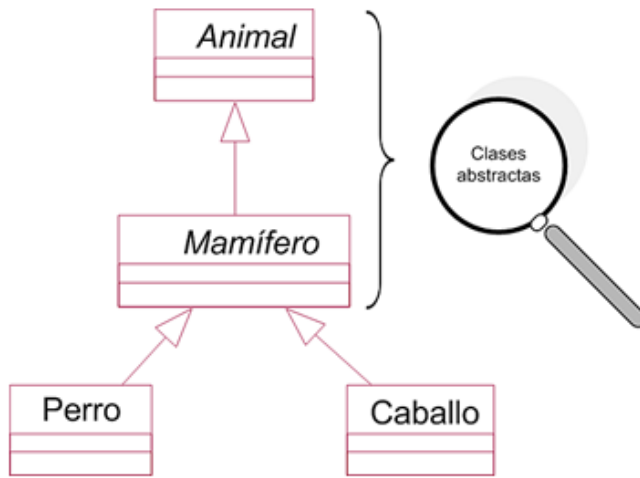 Animal
Clases
abstractas
Mamífero
Perro
Caballo